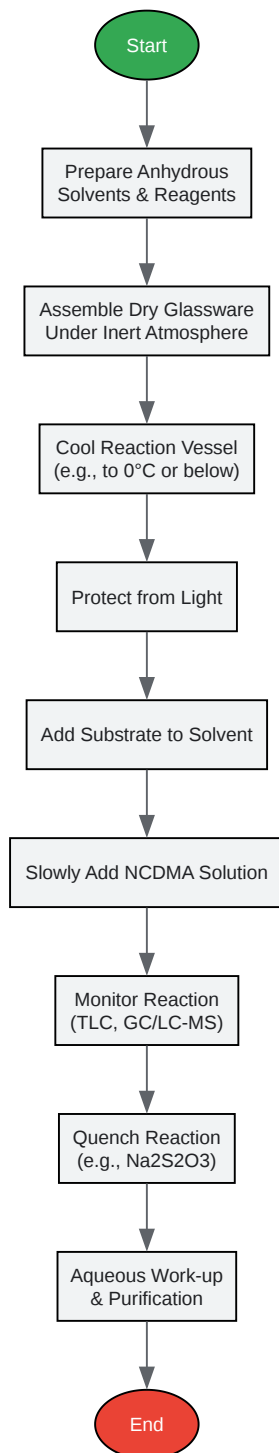 Start
Prepare Anhydrous
Solvents & Reagents
Assemble Dry Glassware
Under Inert Atmosphere
Cool Reaction Vessel
(e.g., to 0°C or below)
Protect from Light
Add Substrate to Solvent
Slowly Add NCDMA Solution
Monitor Reaction
(TLC, GC/LC-MS)
Quench Reaction
(e.g., Na2S2O3)
Aqueous Work-up
& Purification
End